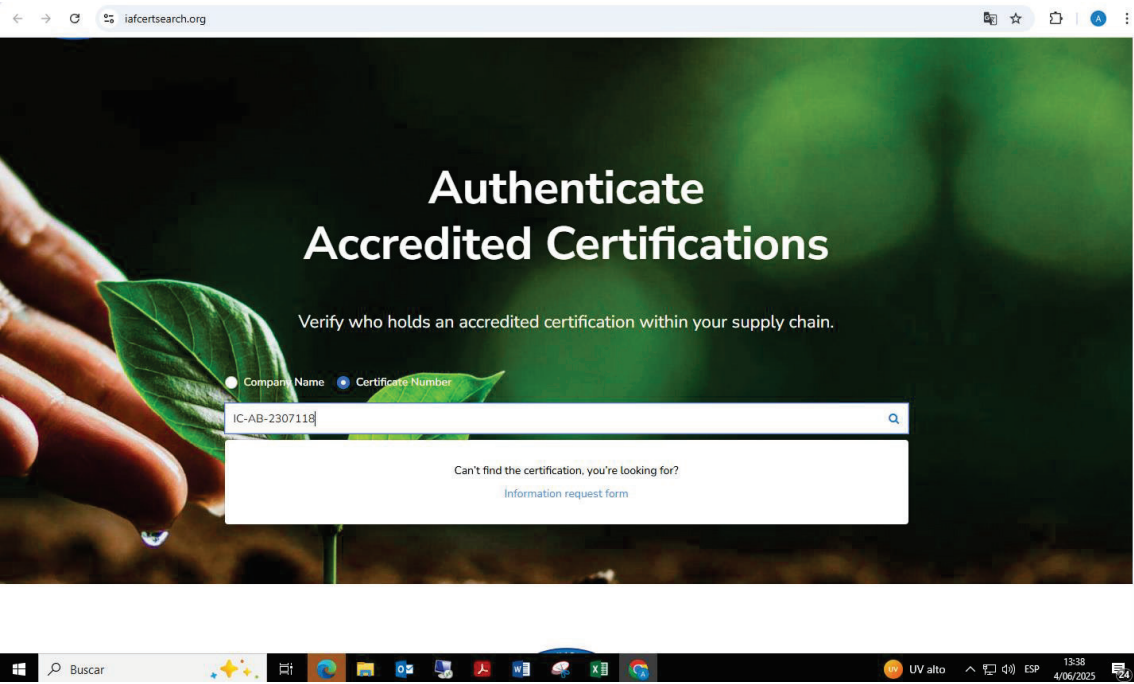 iafcertsearch.org
A
Authenticate
Accredited Certifications
Verify who holds an accredited certification within your supply chain.
Company Name Certificate Number
IC-AB-2307118
Can't find the certification, you're looking for?
Information request form
Buscar
UV UV alto ESP 13:38
4/06/2025 24